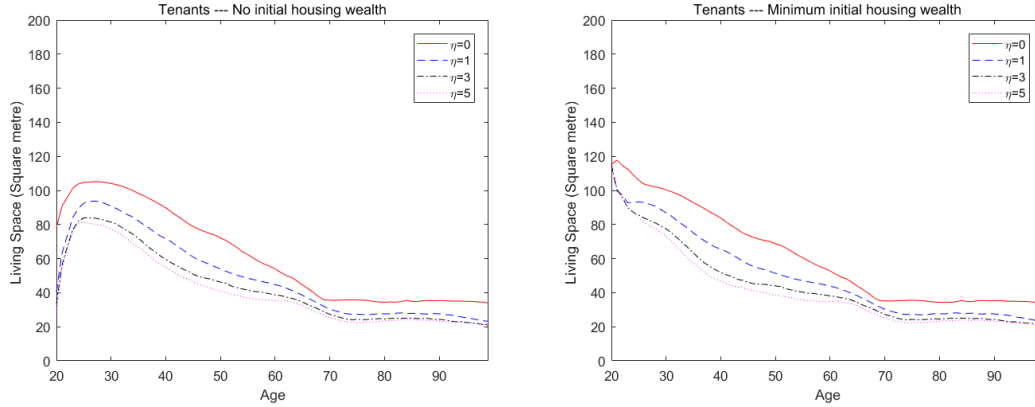 Tenants --- No initial housing wealth
200
180
160
140
120
100
80
60
40
20
0
Living Space (Square metre)
20 30 40 50 60 70 80 90
Age
η=0
η=1
η=3
η=5
Tenants --- Minimum initial housing wealth
200
180
160
140
120
100
80
60
40
20
0
Living Space (Square metre)
20 30 40 50 60 70 80 90
Age
η=0
η=1
η=3
η=5